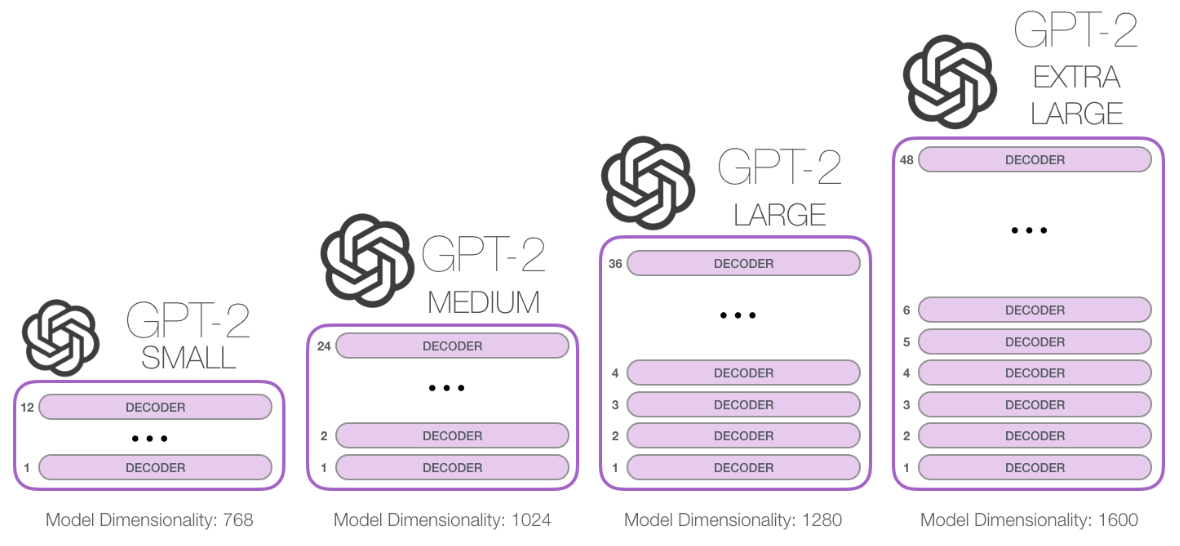 GPT-2
SMALL
12 DECODER
...
1 DECODER
Model Dimensionality: 768
GPT-2
MEDIUM
24 DECODER
...
2 DECODER
1 DECODER
Model Dimensionality: 1024
GPT-2
LARGE
36 DECODER
...
4 DECODER
3 DECODER
2 DECODER
1 DECODER
Model Dimensionality: 1280
GPT-2
EXTRA
LARGE
48 DECODER
...
6 DECODER
5 DECODER
4 DECODER
3 DECODER
2 DECODER
1 DECODER
Model Dimensionality: 1600